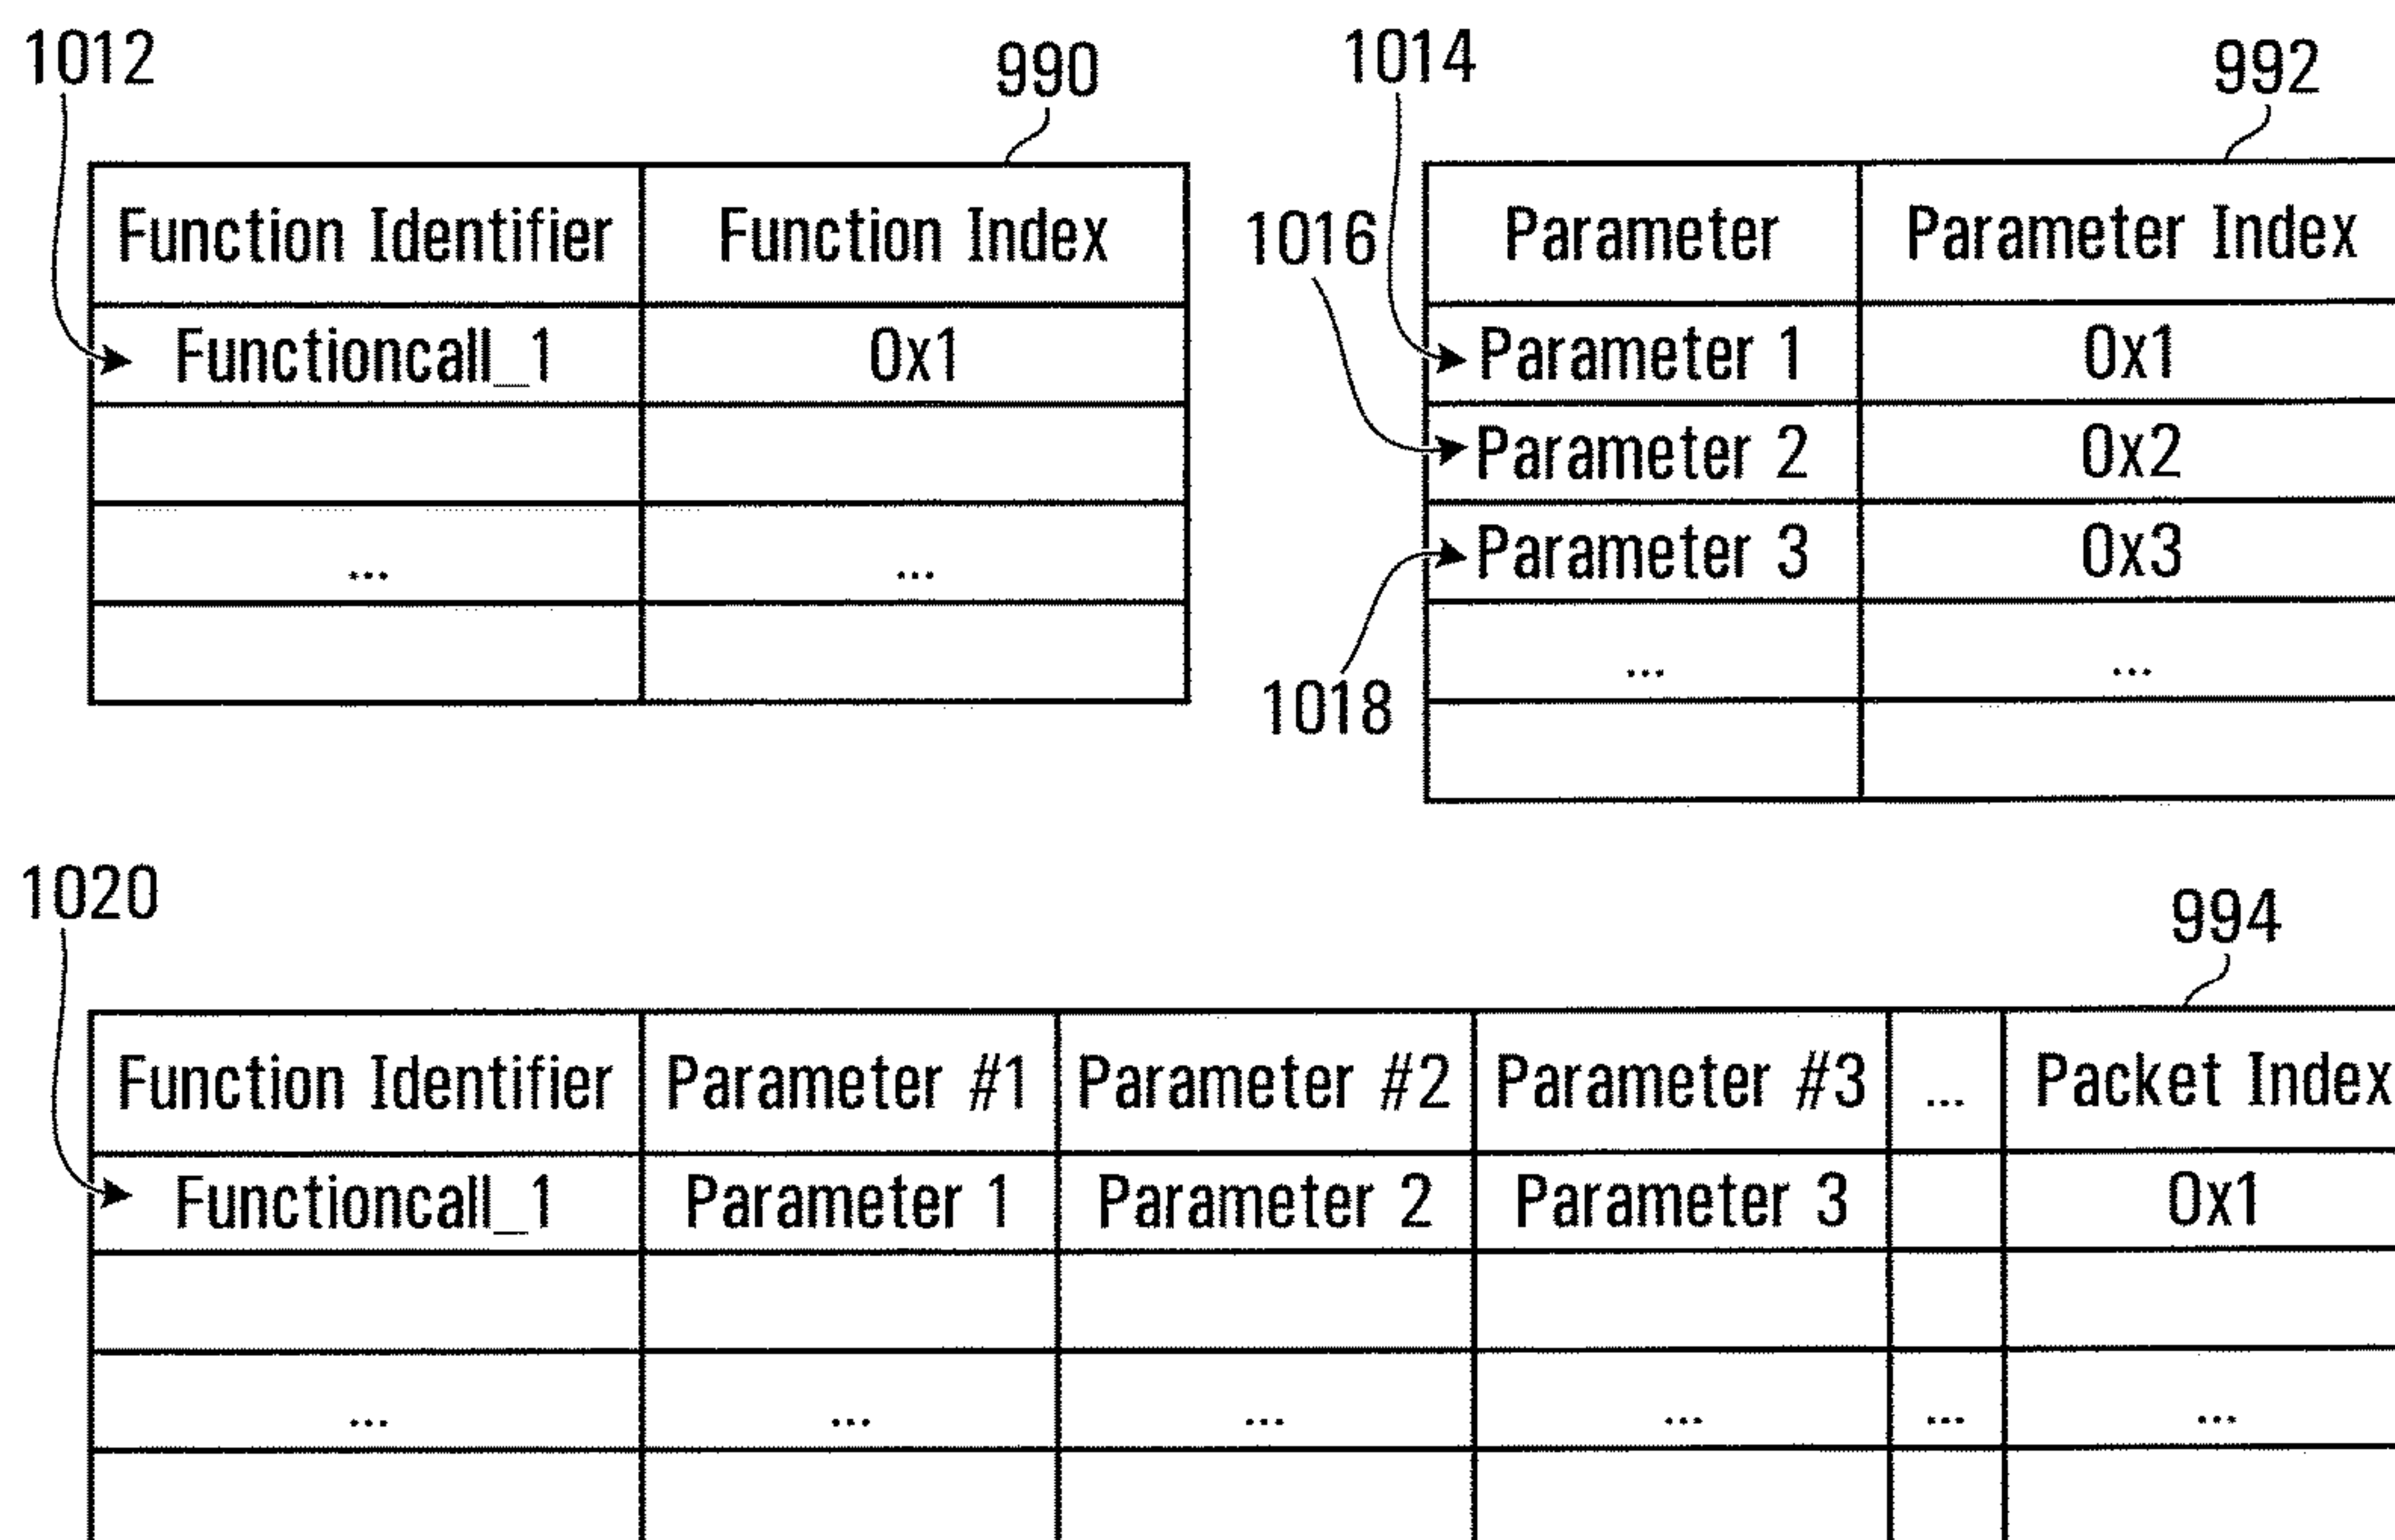 1012 990 1014 992
Function Identifier Function Index 1016 Parameter Parameter Index
Functioncall_1 0x1 Parameter 1 0x1
Parameter 2 0x2
... ... Parameter 3 0x3
1018 ... ...
1020 994
Function Identifier Parameter #1 Parameter #2 Parameter #3 ... Packet Index
Functioncall_1 Parameter 1 Parameter 2 Parameter 3 0x1
... ... ... ... ... ...